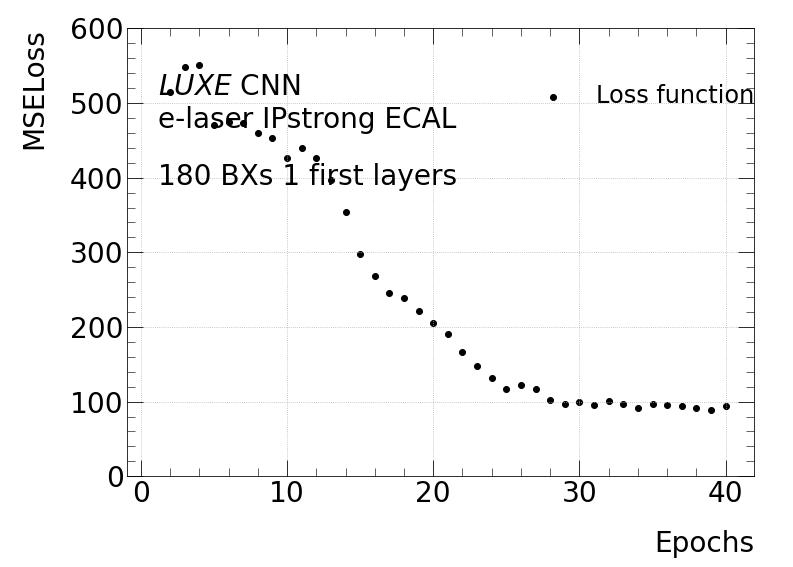 600
500
400
300
200
100
0
MSELoss
LUXE CNN
e-laser IPstrong ECAL
180 BXs 1 first layers
Loss function
0 10 20 30 40
Epochs